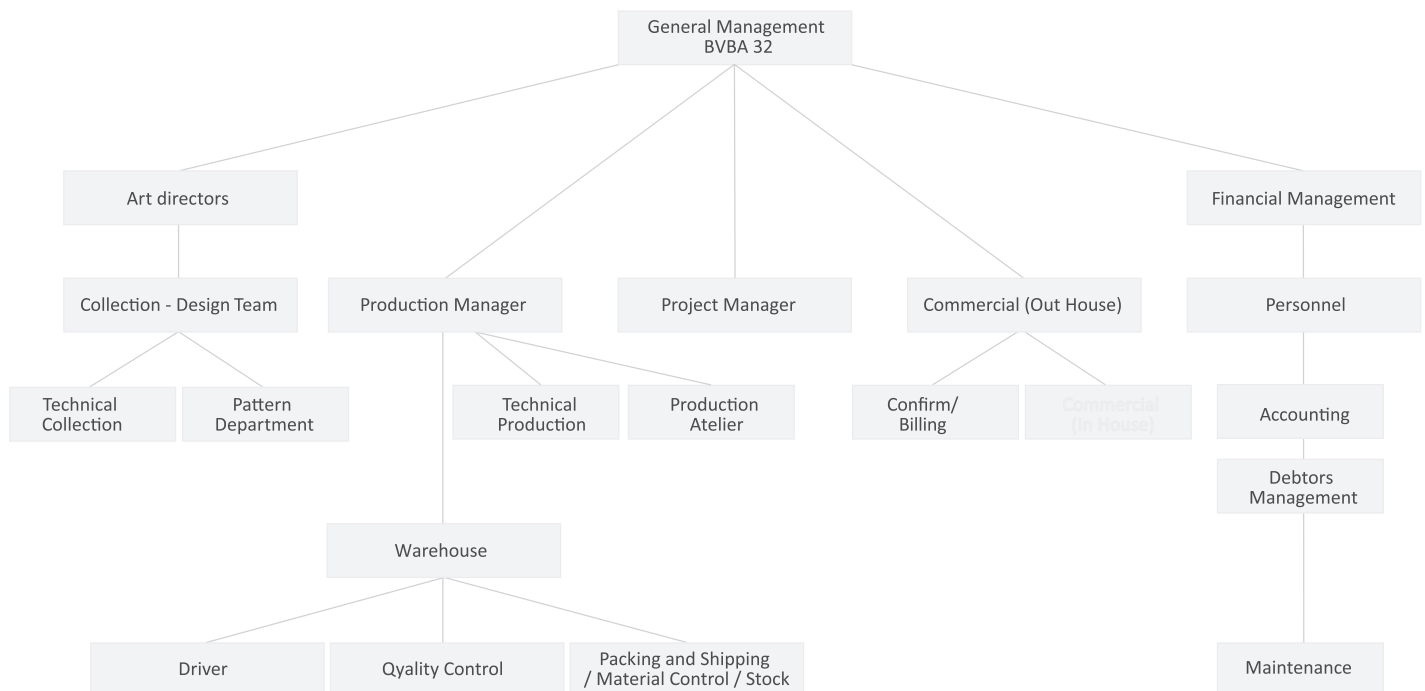 General Management
BVBA 32
Art directors
Financial Management
Collection - Design Team
Production Manager
Project Manager
Commercial (Out House)
Personnel
Technical
Collection
Pattern
Department
Technical
Production
Production
Atelier
Confirm/
Billing
Commercial
(In House)
Accounting
Debtors
Management
Warehouse
Driver
Qyality Control
Packing and Shipping
/ Material Control / Stock
Maintenance